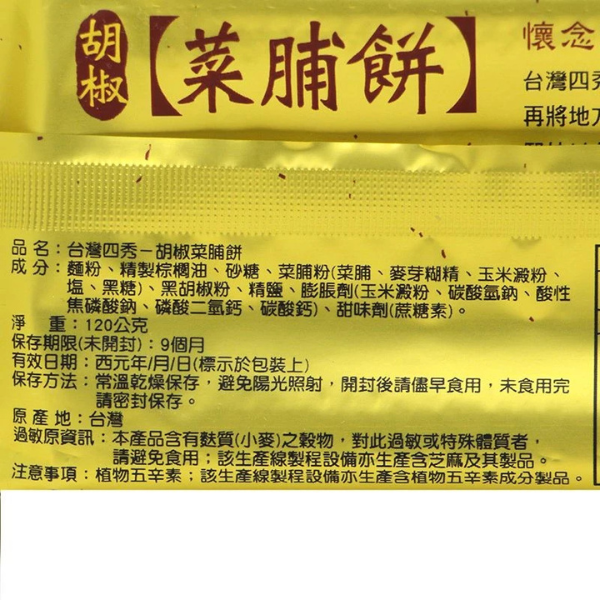 胡椒【菜脯餅】
懷念
台灣四秀
再將地方
品名：台灣四秀－胡椒菜脯餅
成分：麵粉、精製棕櫚油、砂糖、菜脯粉(菜脯、麥芽糊精、玉米澱粉、
塩、黑糖)、黑胡椒粉、精鹽、膨脹劑(玉米澱粉、碳酸氫鈉、酸性
焦磷酸鈉、磷酸二氫鈣、碳酸鈣)、甜味劑(蔗糖素)。
淨　重：120公克
保存期限(未開封)：9個月
有效日期：西元年/月/日(標示於包裝上)
保存方法：常溫乾燥保存，避免陽光照射，開封後請儘早食用，未食用完
請密封保存。
原產地：台灣
過敏原資訊：本產品含有麩質(小麥)之穀物，對此過敏或特殊體質者，
請避免食用；該生產線製程設備亦生產含芝麻及其製品。
注意事項：植物五辛素；該生產線製程設備亦生產含植物五辛素成分製品。